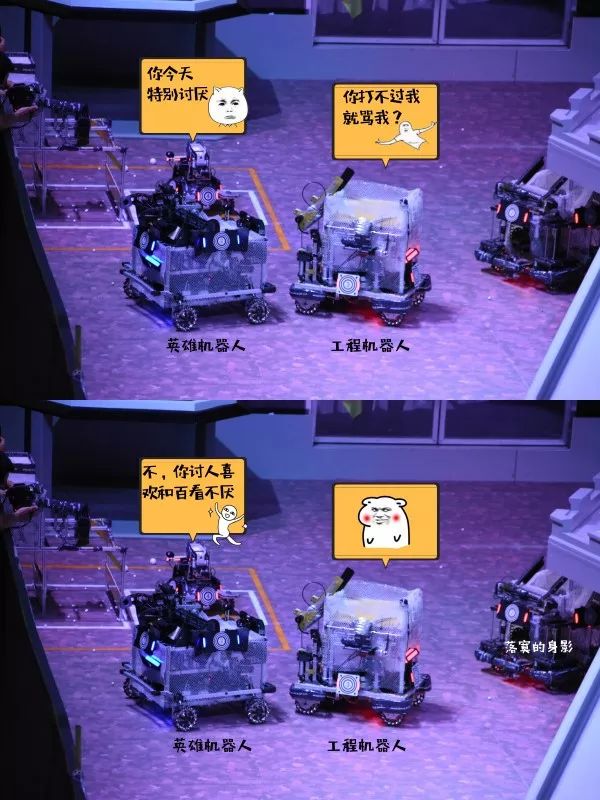 你今天
特别讨厌
你打不过我
就骂我？
英雄机器人
工程机器人
不，你讨人喜
欢和百看不厌
落寞的身影
英雄机器人
工程机器人